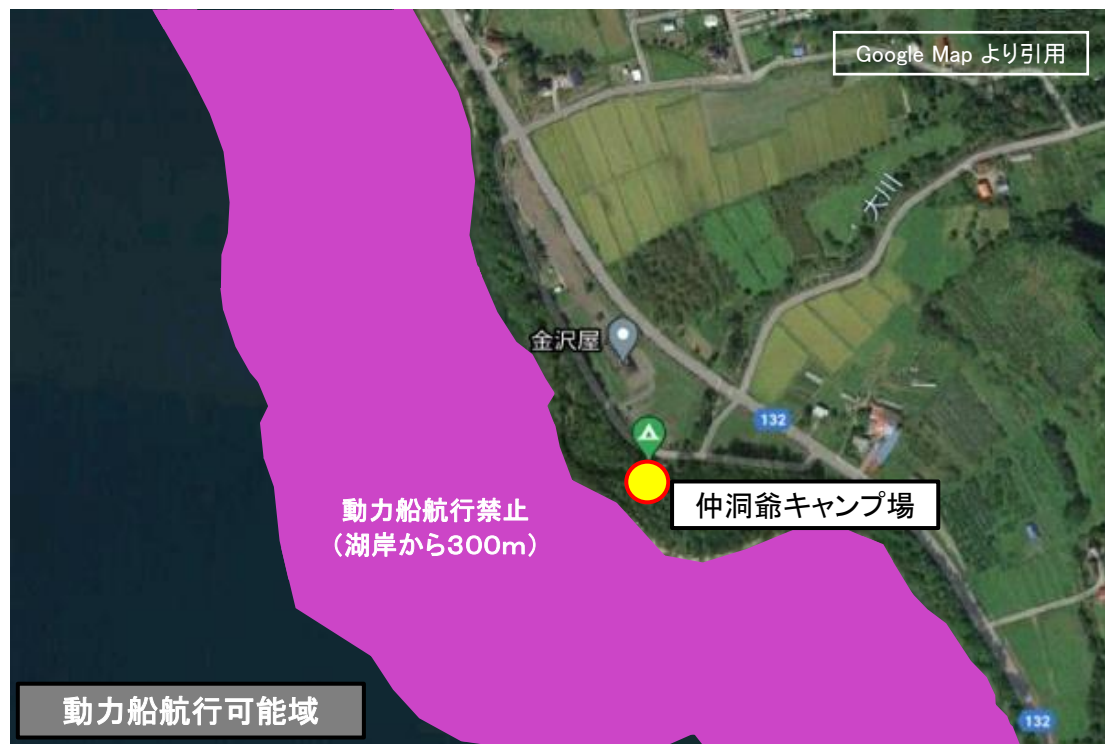 Google Map より引用
大川
金沢屋
132
仲洞爺キャンプ場
動力船航行禁止
（湖岸から３００ｍ）
動力船航行可能域
132